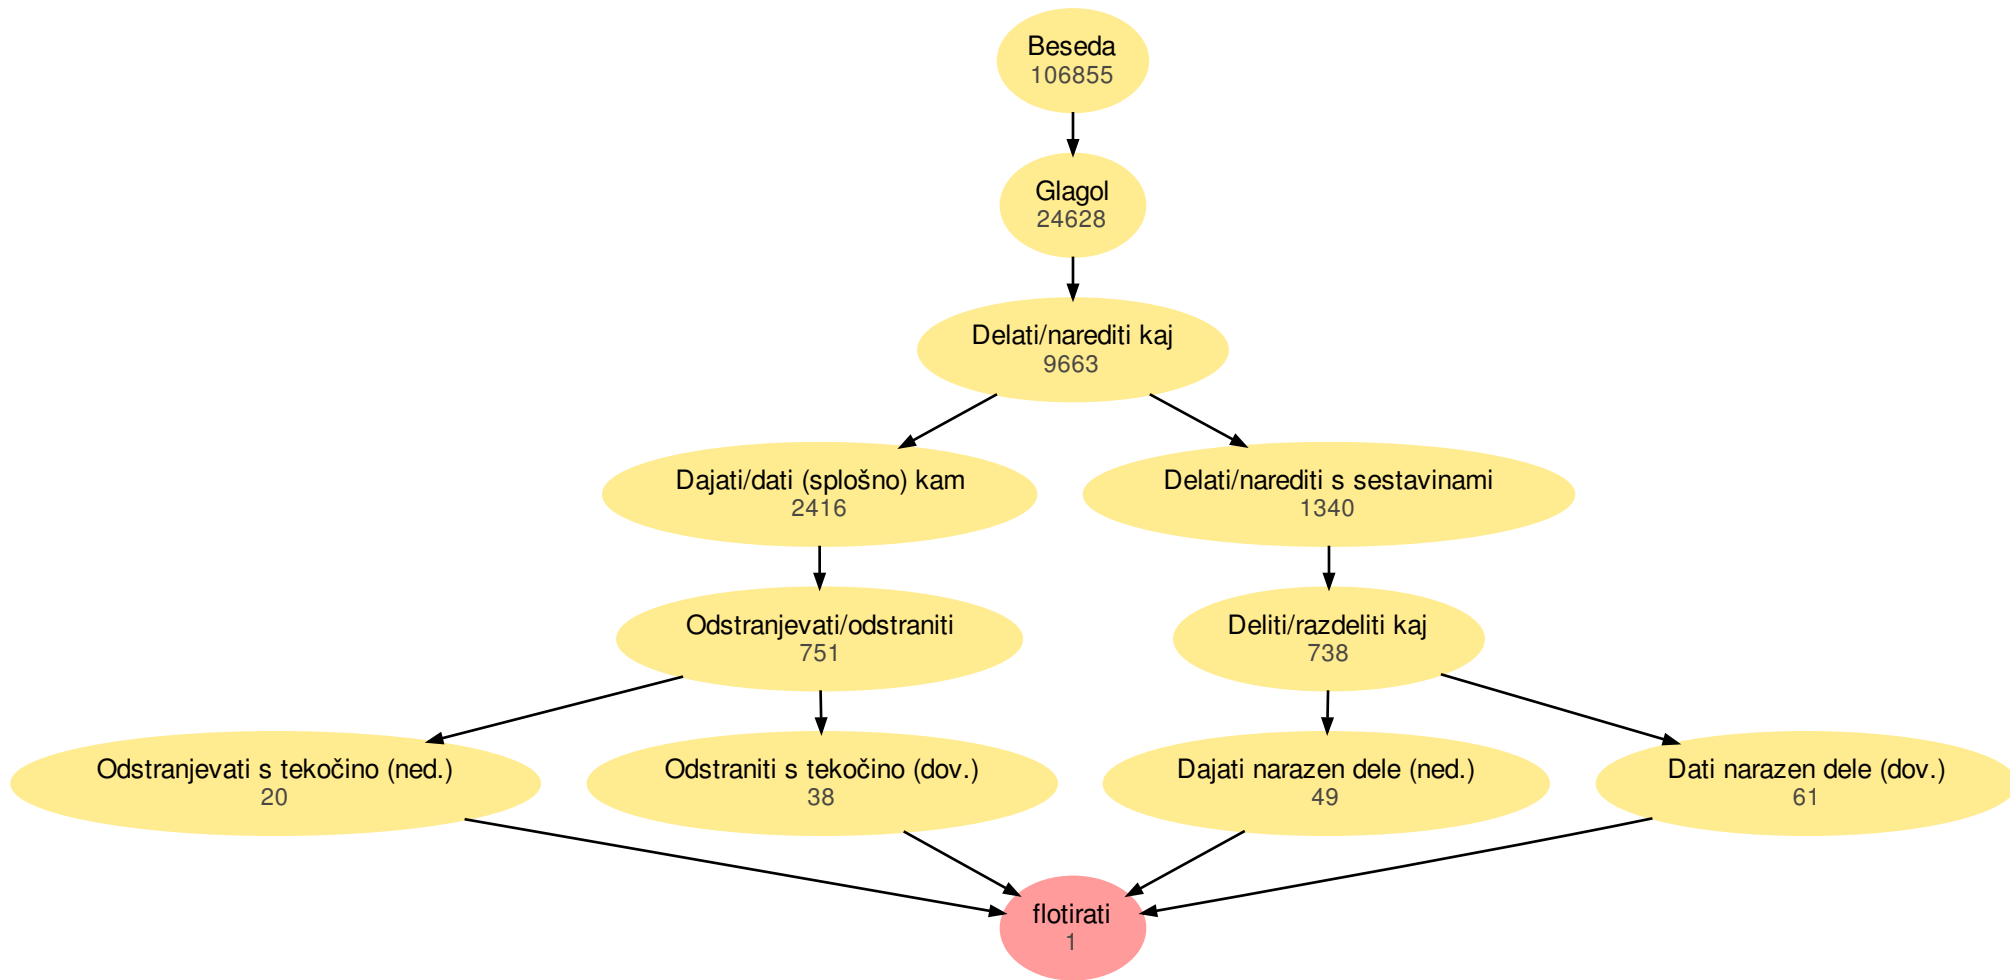 Beseda
106855
Glagol
24628
Delati/narediti kaj
9663
Dajati/dati (splošno) kam
2416
Delati/narediti s sestavinami
1340
Odstranjevati/odstraniti
751
Deliti/razdeliti kaj
738
Odstranjevati s tekočino (ned.)
20
Odstraniti s tekočino (dov.)
38
Dajati narazen dele (ned.)
49
Dati narazen dele (dov.)
61
flotirati
1